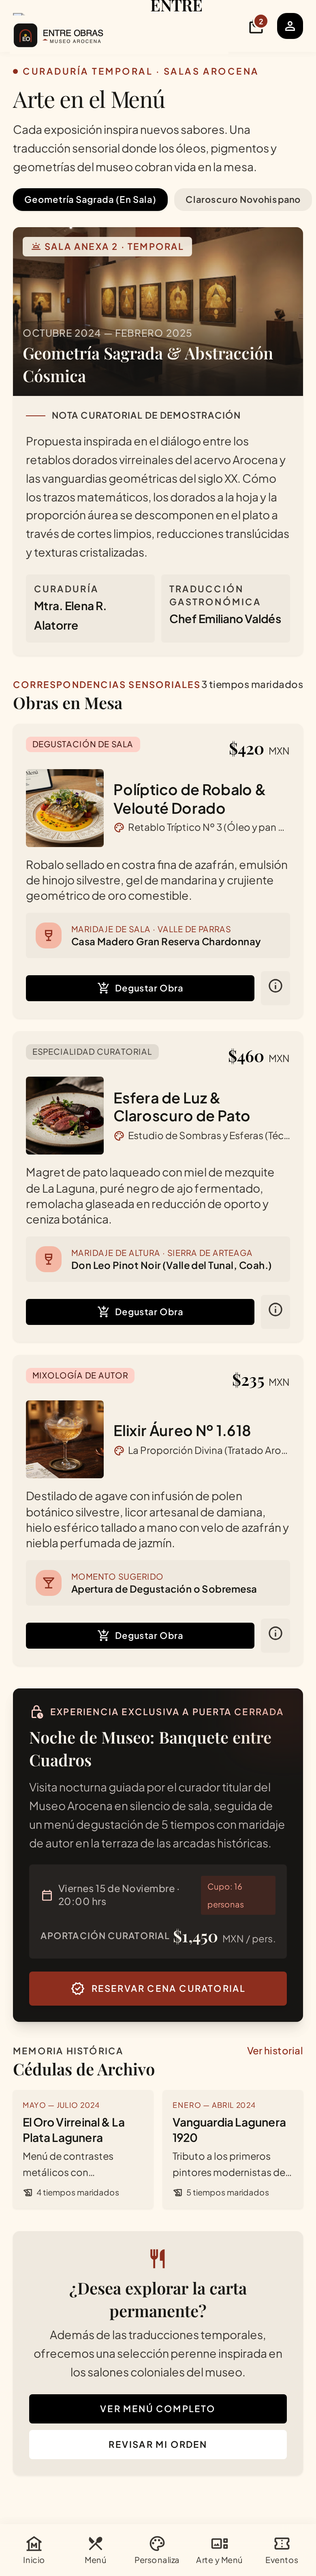 ENTRE
ENTRE OBRAS
MUSEO AROCENA
EO
2
CURADURÍA TEMPORAL · SALAS AROCENA
Arte en el Menú
Cada exposición inspira nuevos sabores. Una
traducción sensorial donde los óleos, pigmentos y
geometrías del museo cobran vida en la mesa.
Geometría Sagrada (En Sala)
Claroscuro Novohispano
SALA ANEXA 2 · TEMPORAL
OCTUBRE 2024 — FEBRERO 2025
Geometría Sagrada & Abstracción
Cósmica
NOTA CURATORIAL DE DEMOSTRACIÓN
Propuesta inspirada en el diálogo entre los
retablos dorados virreinales del acervo Arocena y
las vanguardias geométricas del siglo XX. Cómo
los trazos matemáticos, los dorados a la hoja y la
proporción áurea se descomponen en el plato a
través de cortes limpios, reducciones translúcidas
y texturas cristalizadas.
CURADURÍA
Mtra. Elena R.
Alatorre
TRADUCCIÓN
GASTRONÓMICA
Chef Emiliano Valdés
CORRESPONDENCIAS SENSORIALES
3 tiempos maridados
Obras en Mesa
DEGUSTACIÓN DE SALA
$420 MXN
Políptico de Robalo &
Velouté Dorado
Retablo Tríptico Nº 3 (Óleo y pan ...
Robalo sellado en costra fina de azafrán, emulsión
de hinojo silvestre, gel de mandarina y crujiente
geométrico de oro comestible.
MARIDAJE DE SALA · VALLE DE PARRAS
Casa Madero Gran Reserva Chardonnay
Degustar Obra
ESPECIALIDAD CURATORIAL
$460 MXN
Esfera de Luz &
Claroscuro de Pato
Estudio de Sombras y Esferas (Téc...
Magret de pato laqueado con miel de mezquite
de La Laguna, puré negro de ajo fermentado,
remolacha glaseada en reducción de oporto y
ceniza botánica.
MARIDAJE DE ALTURA · SIERRA DE ARTEAGA
Don Leo Pinot Noir (Valle del Tunal, Coah.)
Degustar Obra
MIXOLOGÍA DE AUTOR
$235 MXN
Elixir Áureo Nº 1.618
La Proporción Divina (Tratado Aro...
Destilado de agave con infusión de polen
botánico silvestre, licor artesanal de damiana,
hielo esférico tallado a mano con velo de azafrán y
niebla perfumada de jazmín.
MOMENTO SUGERIDO
Apertura de Degustación o Sobremesa
Degustar Obra
EXPERIENCIA EXCLUSIVA A PUERTA CERRADA
Noche de Museo: Banquete entre
Cuadros
Visita nocturna guiada por el curador titular del
Museo Arocena en silencio de sala, seguida de
un menú degustación de 5 tiempos con maridaje
de autor en la terraza de las arcadas históricas.
Viernes 15 de Noviembre ·
20:00 hrs
Cupo: 16
personas
APORTACIÓN CURATORIAL
$1,450 MXN / pers.
RESERVAR CENA CURATORIAL
MEMORIA HISTÓRICA
Ver historial
Cédulas de Archivo
MAYO — JULIO 2024
El Oro Virreinal & La
Plata Lagunera
Menú de contrastes
metálicos con...
4 tiempos maridados
ENERO — ABRIL 2024
Vanguardia Lagunera
1920
Tributo a los primeros
pintores modernistas de...
5 tiempos maridados
¿Desea explorar la carta
permanente?
Además de las traducciones temporales,
ofrecemos una selección perenne inspirada en
los salones coloniales del museo.
VER MENÚ COMPLETO
REVISAR MI ORDEN
Inicio
Menú
Personaliza
Arte y Menú
Eventos